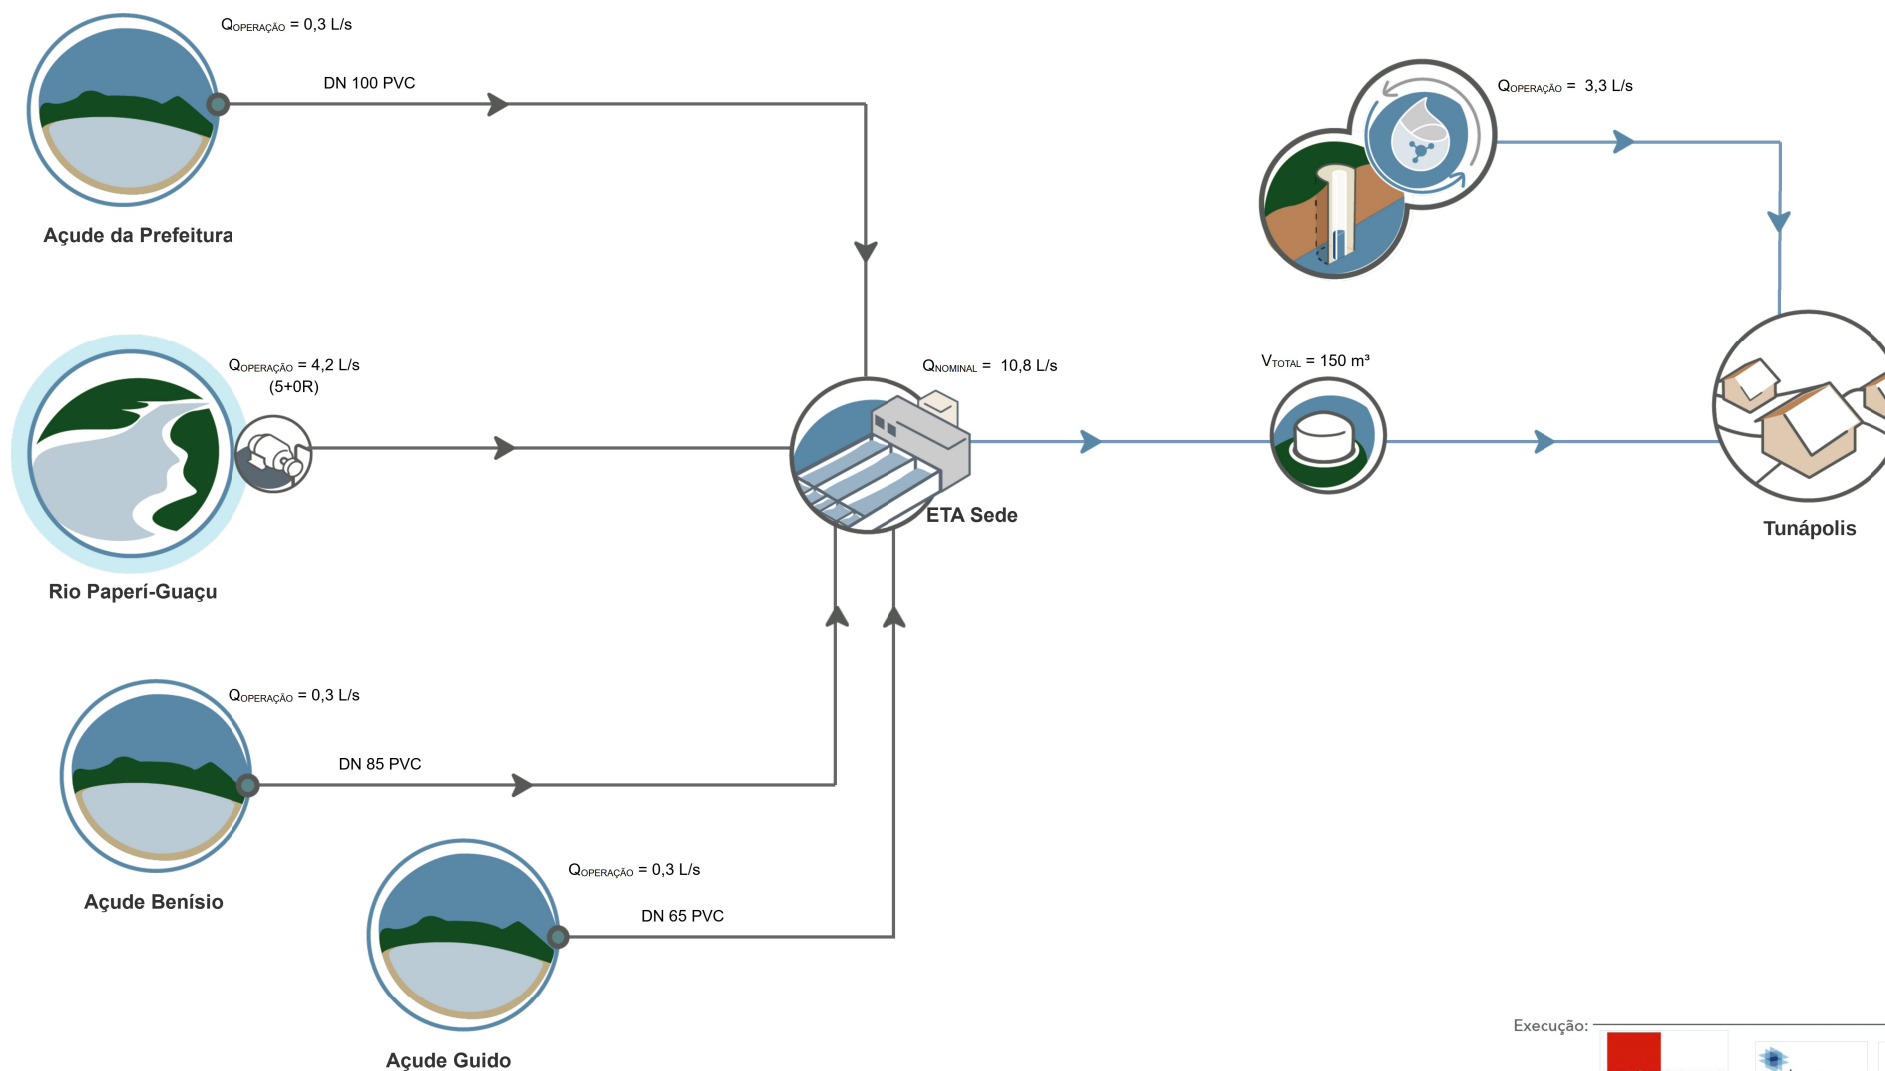 QOPERAÇÃO = 0,3 L/s
DN 100 PVC
Açude da Prefeitura
QOPERAÇÃO = 3,3 L/s
QOPERAÇÃO = 4,2 L/s
(5+0R)
Rio Paperí-Guaçu
QNOMINAL = 10,8 L/s
ETA Sede
VTOTAL = 150 m³
Tunápolis
QOPERAÇÃO = 0,3 L/s
DN 85 PVC
Açude Benísio
QOPERAÇÃO = 0,3 L/s
DN 65 PVC
Açude Guido
Execução: